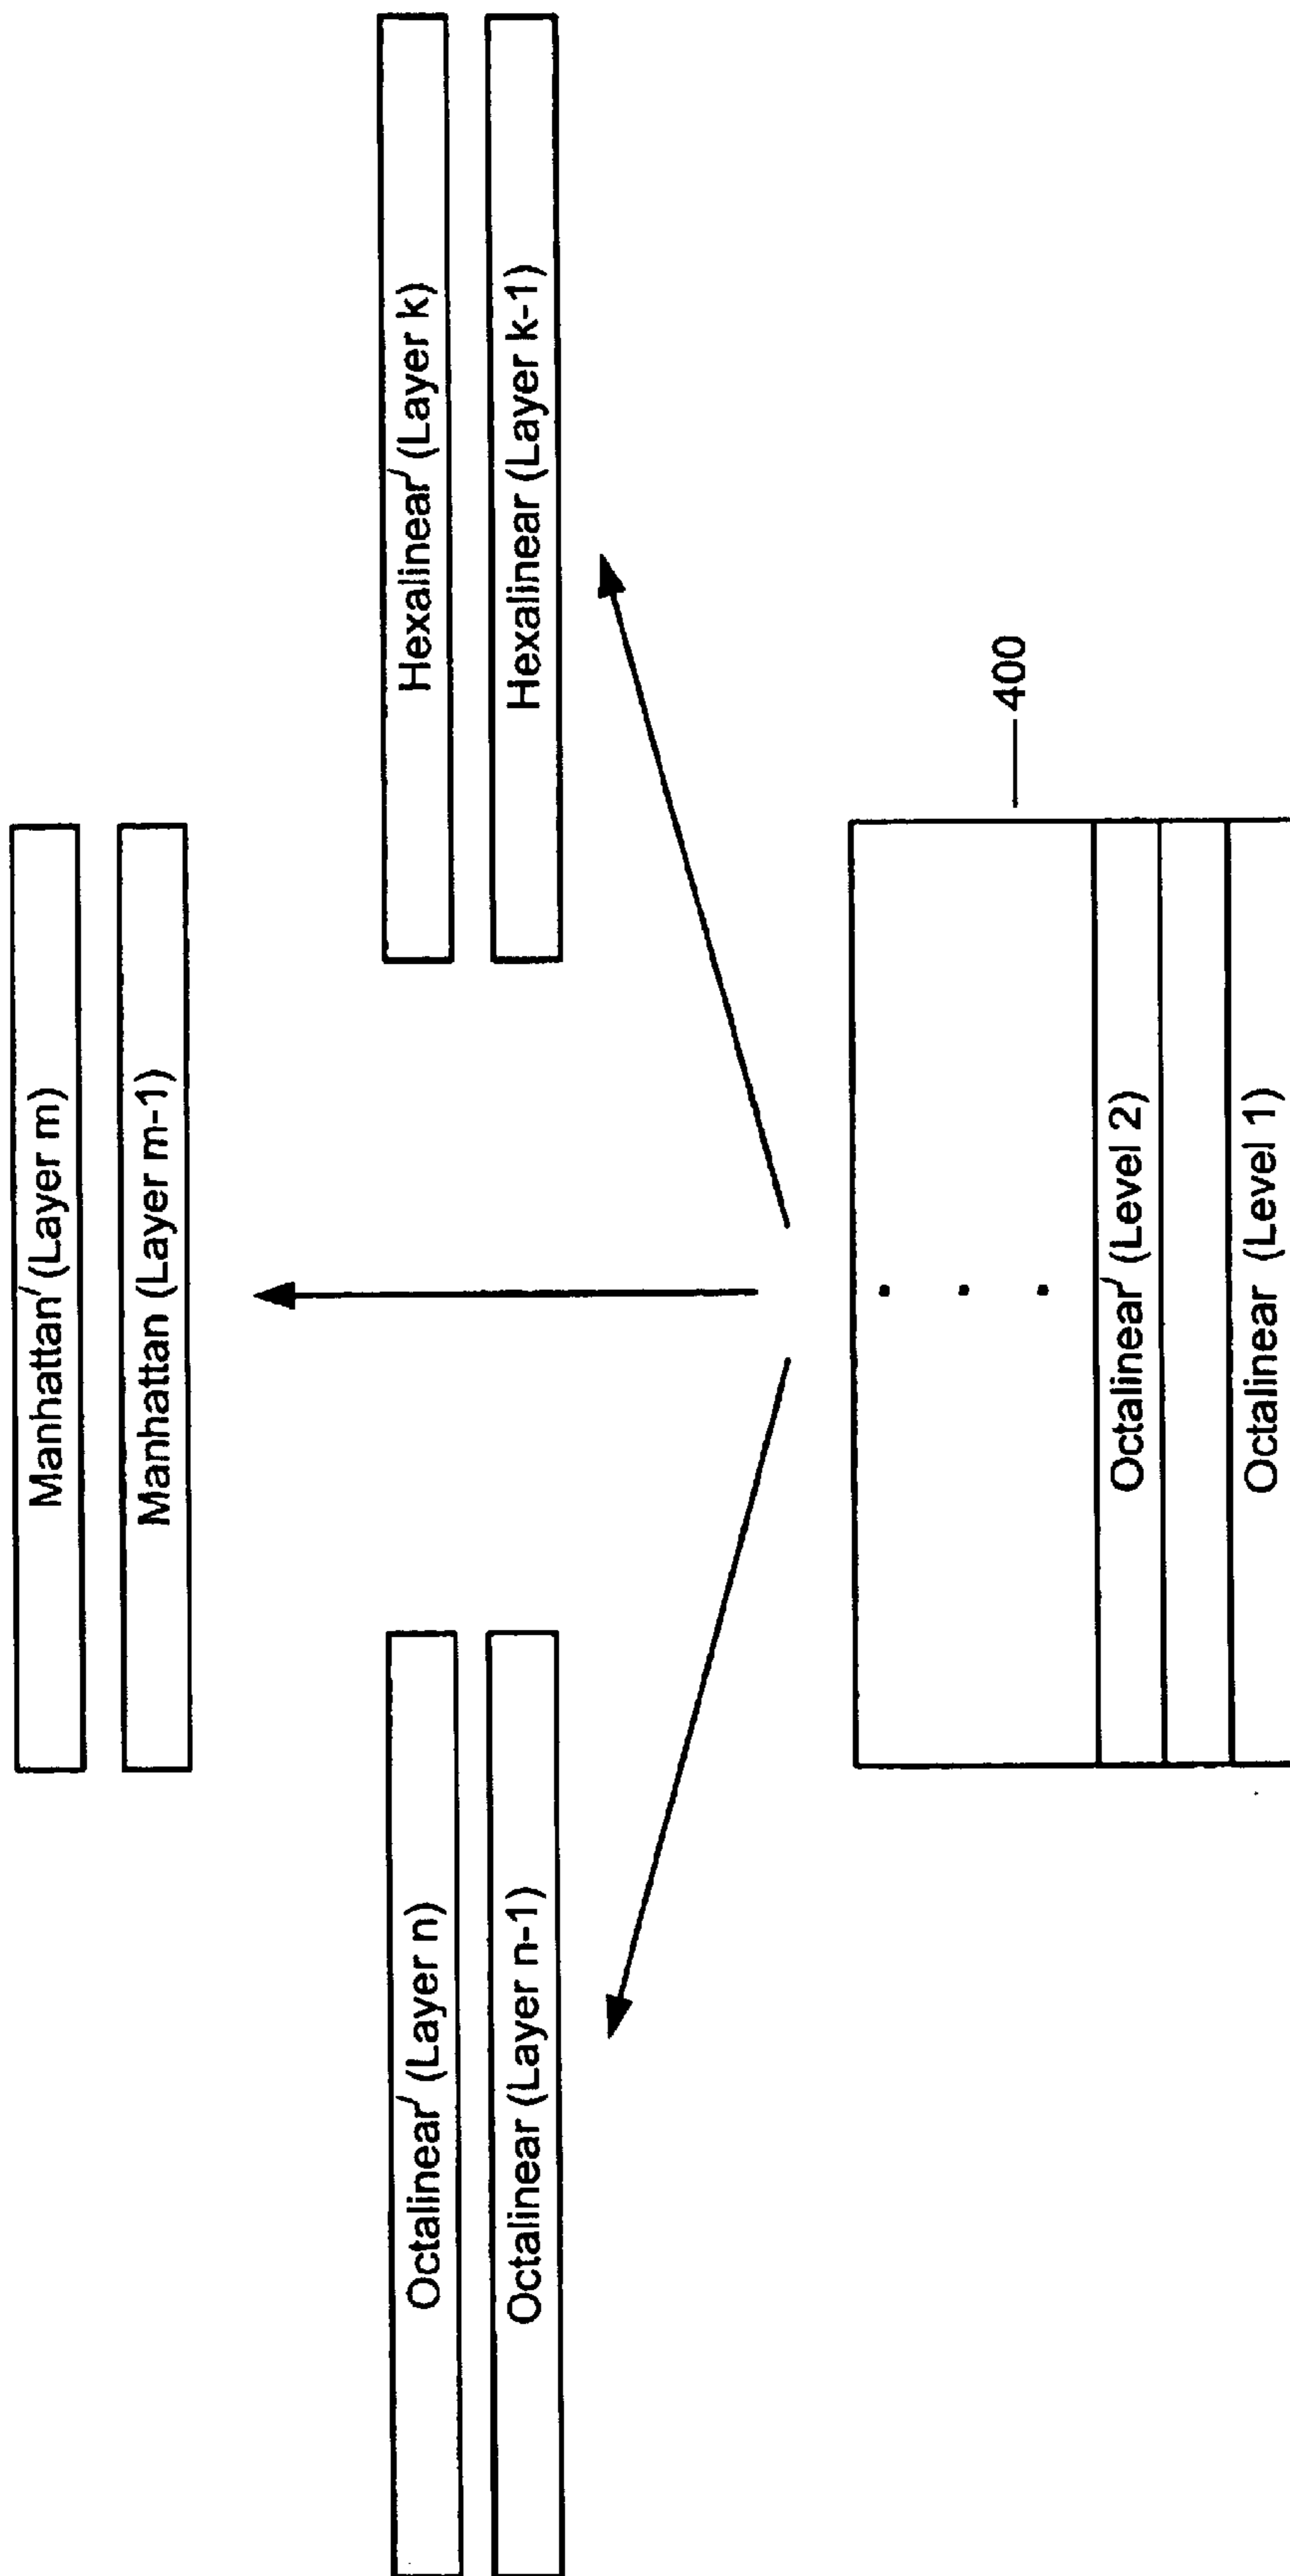 Manhattan′ (Layer m)
Manhattan (Layer m-1)
Octalinear′ (Layer n)
Octalinear (Layer n-1)
Hexalinear′ (Layer k)
Hexalinear (Layer k-1)
400
Octalinear′ (Level 2)
Octalinear (Level 1)